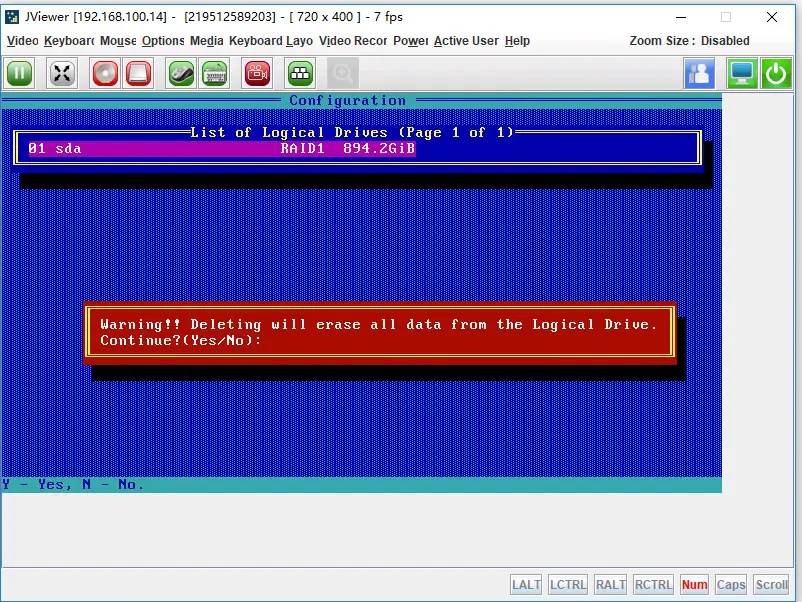 JViewer [192.168.100.14] - [219512589203] - [ 720 x 400 ] - 7 fps
Video Keyboard Mouse Options Media Keyboard Layo Video Recor Power Active User Help Zoom Size : Disabled
Configuration
List of Logical Drives (Page 1 of 1)
01 sda RAID1 894.2GiB
Warning!! Deleting will erase all data from the Logical Drive.
Continue?(Yes/No):
Y - Yes, N - No.
LALT LCTRL RALT RCTRL Num Caps Scroll